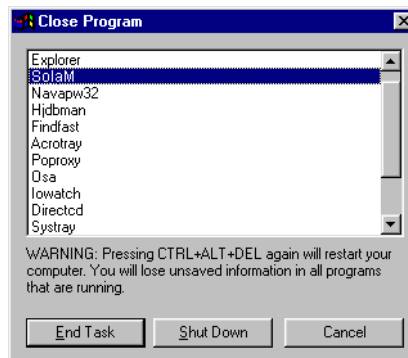 Close Program
Explorer
SolaM
Navapw32
Hjdbman
Findfast
Acrotray
Poproxy
Osa
Iowatch
Directcd
Systray
WARNING: Pressing CTRL+ALT+DEL again will restart your
computer. You will lose unsaved information in all programs
that are running.
End Task Shut Down Cancel